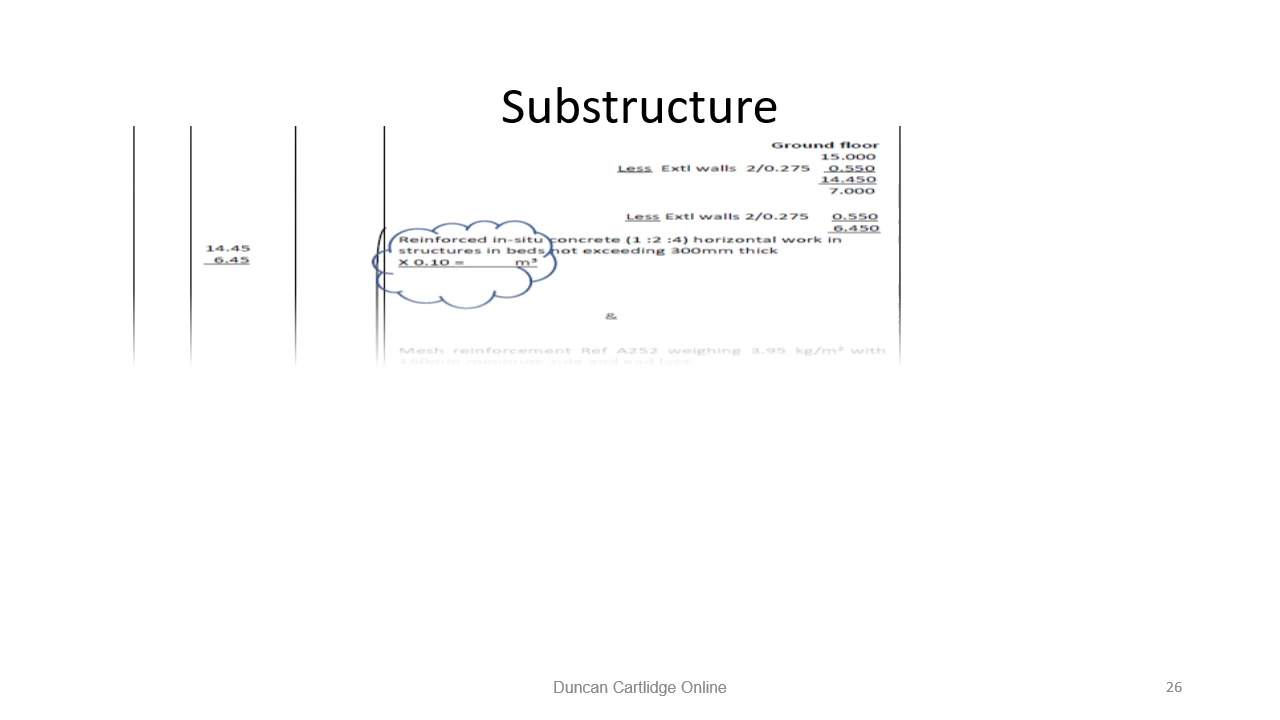 Substructure
Ground floor
15.000
Less Extl walls 2/0.275 0.550
14.450
7.000
Less Extl walls 2/0.275 0.550
6.450
Reinforced in-situ concrete (1 :2 :4) horizontal work in
14.45 structures in beds not exceeding 300mm thick
6.45 X 0.10 = m³
&
Mesh reinforcement Ref A252 weighing 3.95 kg/m² with
Duncan Cartlidge Online
26